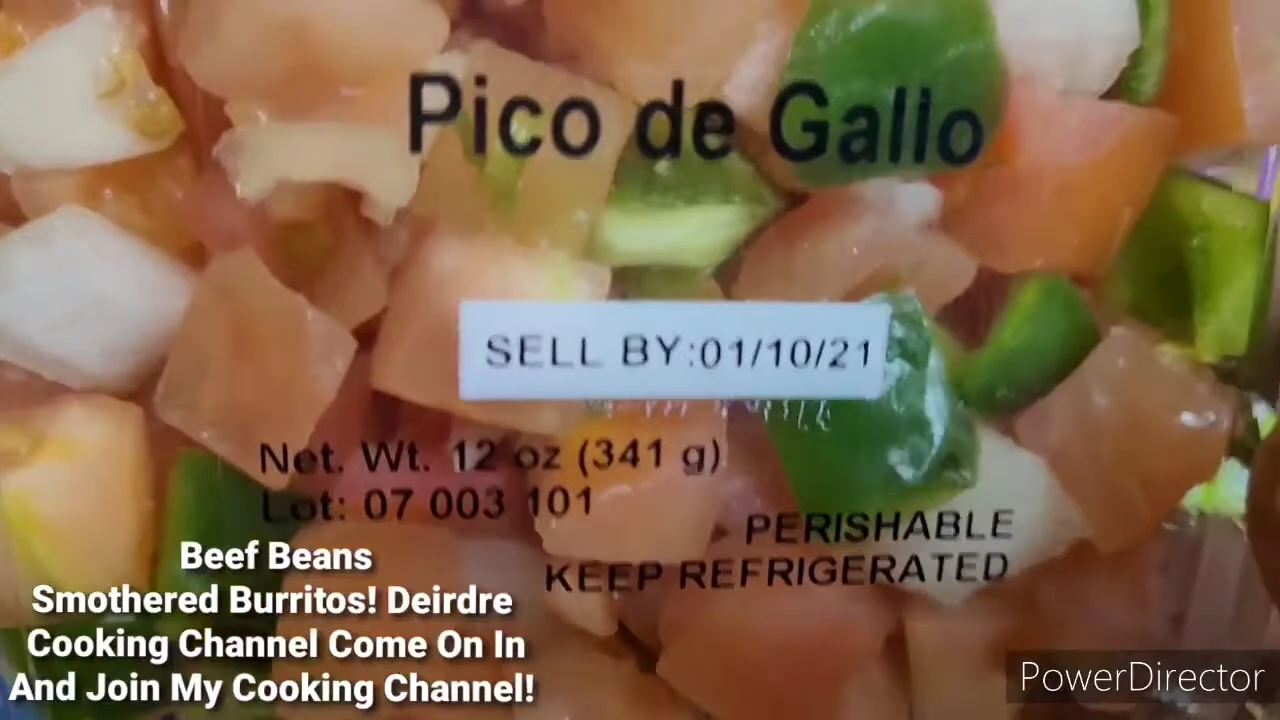 Pico de Gallo
SELL BY:01/10/21
Net. Wt. 12 oz (341 g)
Lot: 07 003 101
PERISHABLE
KEEP REFRIGERATED
Beef Beans
Smothered Burritos! Deirdre
Cooking Channel Come On In
And Join My Cooking Channel!
PowerDirector